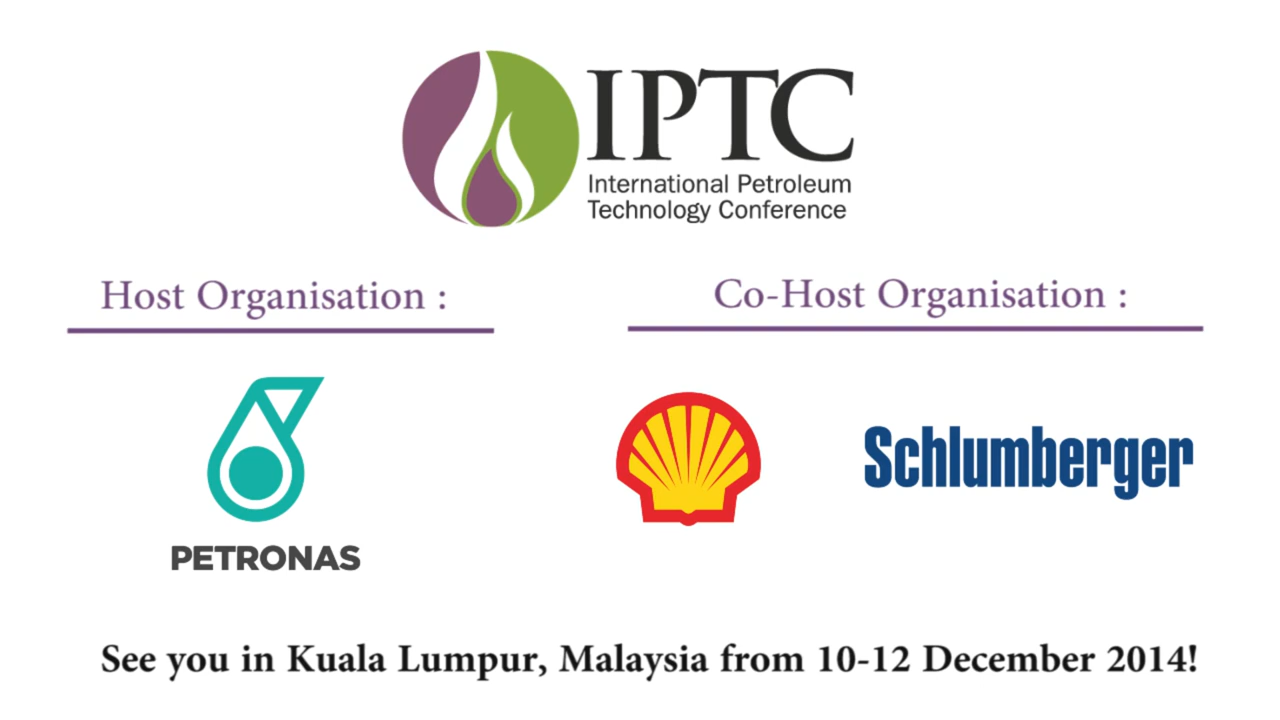 IPTC
International Petroleum
Technology Conference
Host Organisation :
Co-Host Organisation :
PETRONAS
Schlumberger
See you in Kuala Lumpur, Malaysia from 10-12 December 2014!